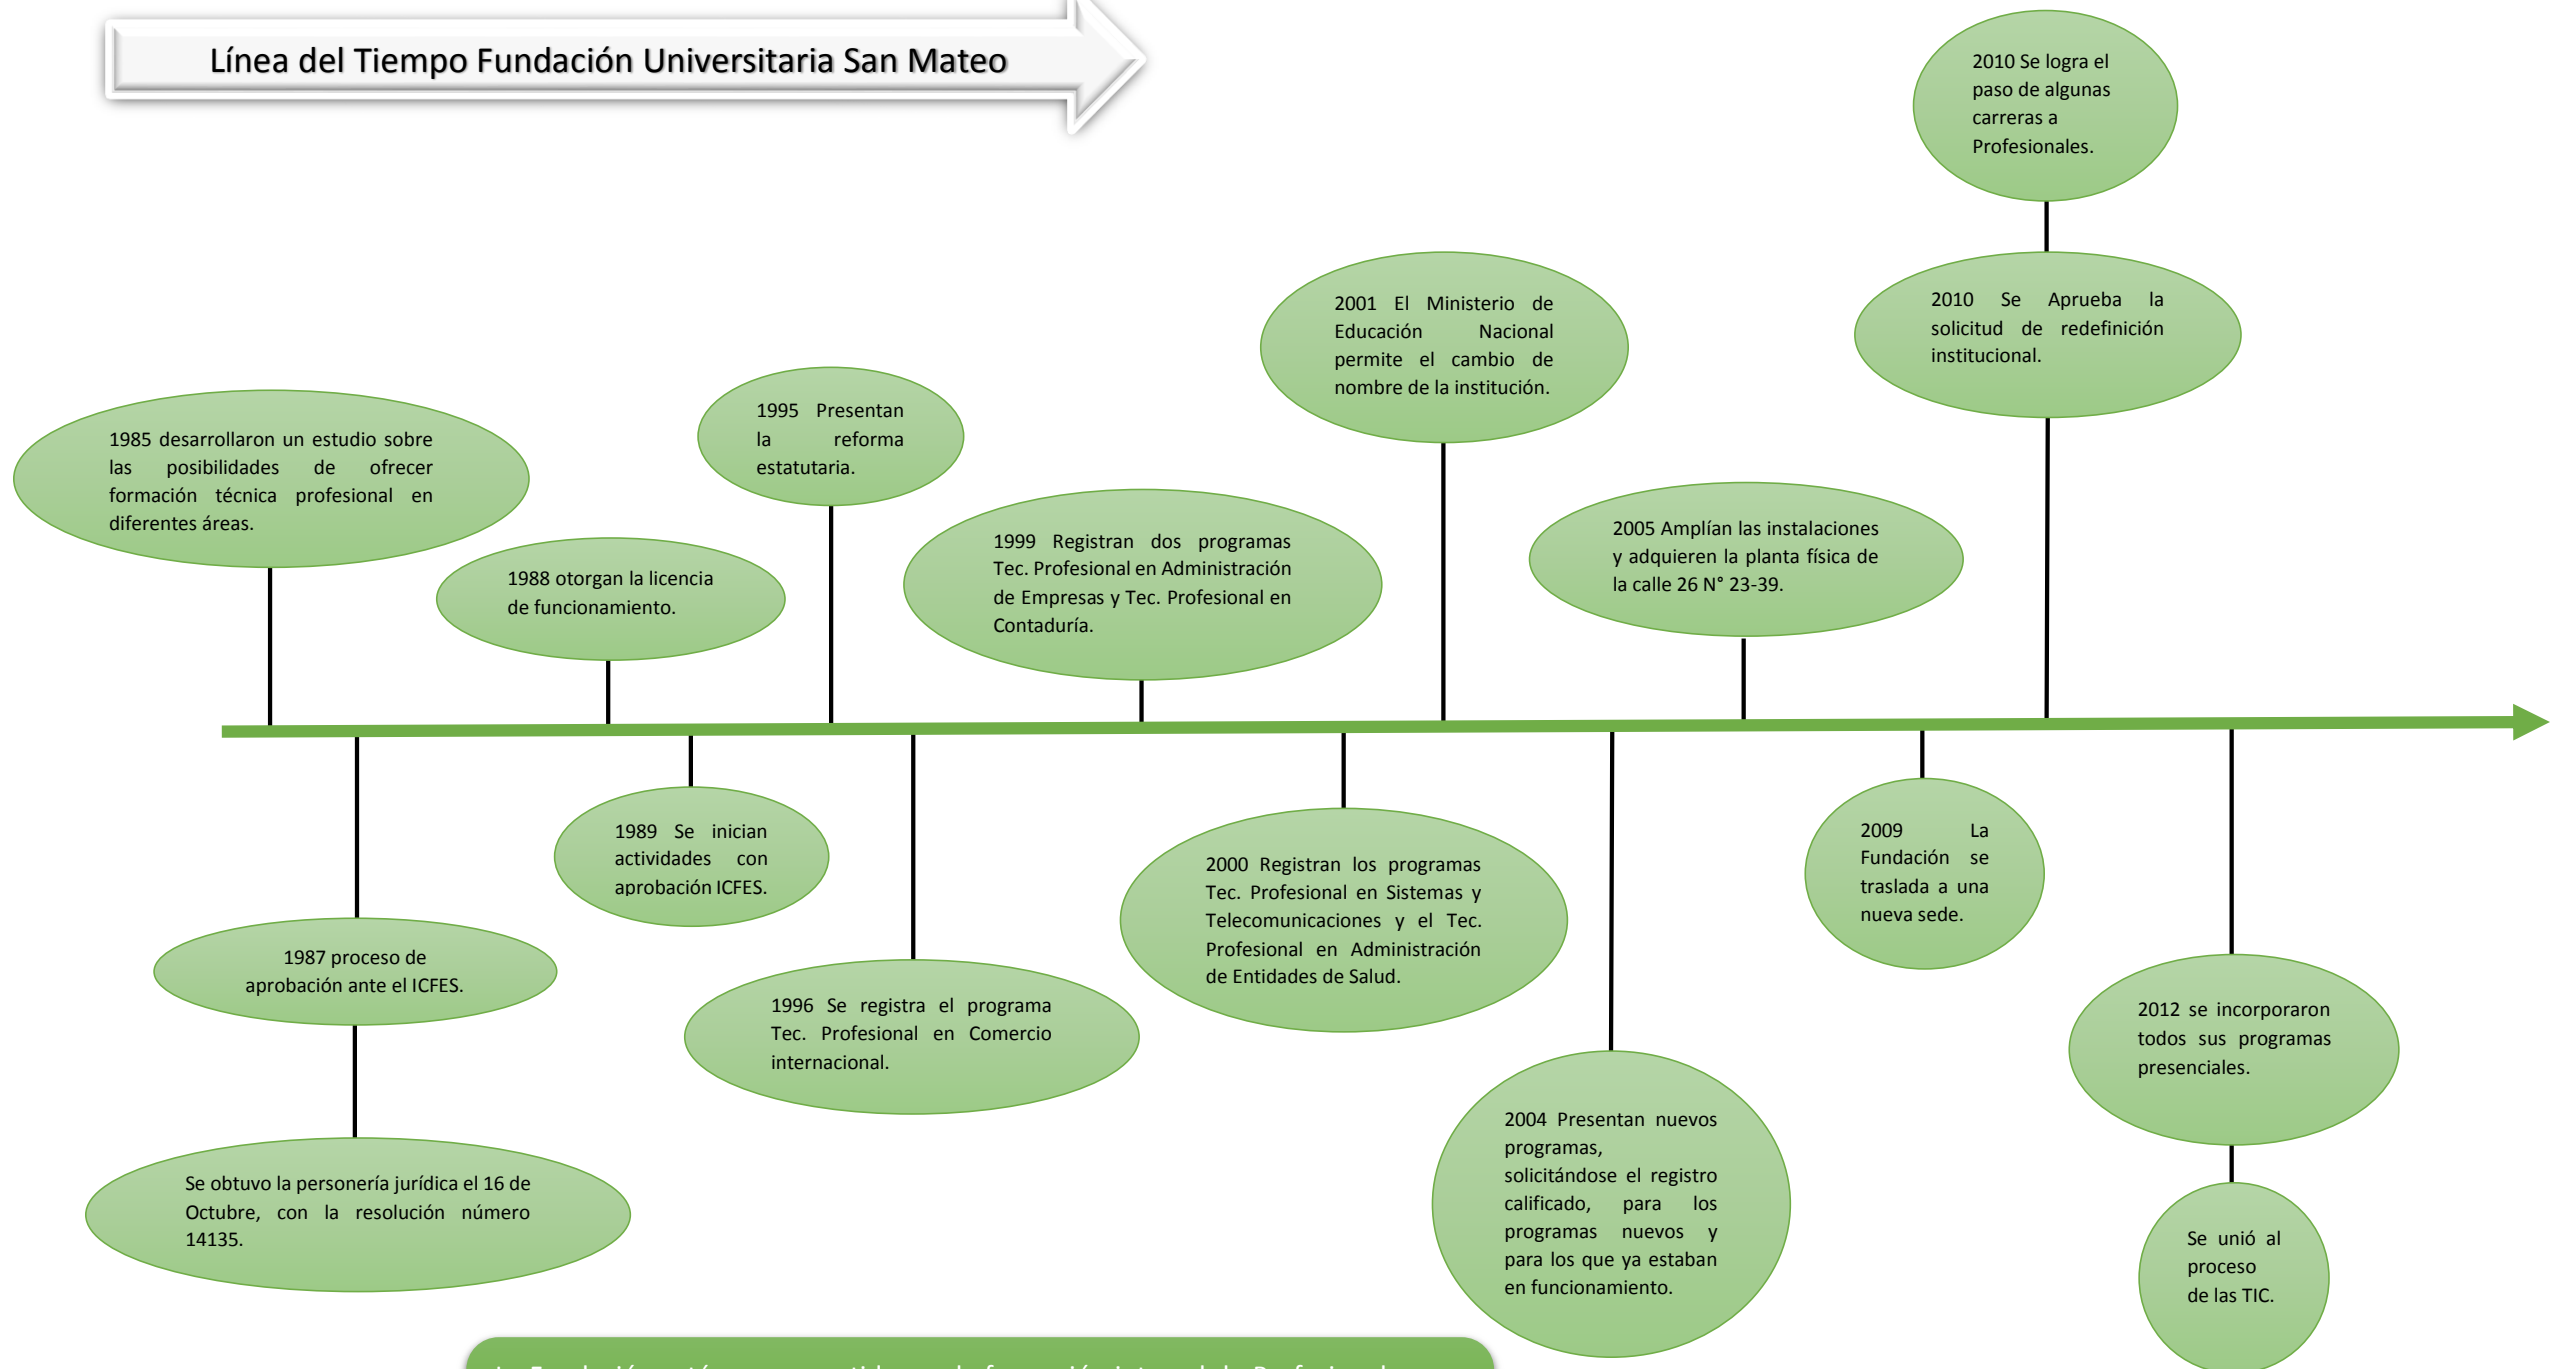 Línea del Tiempo Fundación Universitaria San Mateo
2010 Se logra el
paso de algunas
carreras a
Profesionales.
2010 Se Aprueba la
solicitud de redefinición
institucional.
2001 El Ministerio de
Educación Nacional
permite el cambio de
nombre de la institución.
1985 desarrollaron un estudio sobre
las posibilidades de ofrecer
formación técnica profesional en
diferentes áreas.
1995 Presentan
la reforma
estatutaria.
1988 otorgan la licencia
de funcionamiento.
1999 Registran dos programas
Tec. Profesional en Administración
de Empresas y Tec. Profesional en
Contaduría.
2005 Amplían las instalaciones
y adquieren la planta física de
la calle 26 N° 23-39.
1987 proceso de
aprobación ante el ICFES.
Se obtuvo la personería jurídica el 16 de
Octubre, con la resolución número
14135.
1989 Se inician
actividades con
aprobación ICFES.
1996 Se registra el programa
Tec. Profesional en Comercio
internacional.
2000 Registran los programas
Tec. Profesional en Sistemas y
Telecomunicaciones y el Tec.
Profesional en Administración
de Entidades de Salud.
2004 Presentan nuevos
programas,
solicitándose el registro
calificado, para los
programas nuevos y
para los que ya estaban
en funcionamiento.
2009 La
Fundación se
traslada a una
nueva sede.
2012 se incorporaron
todos sus programas
presenciales.
Se unió al
proceso
de las TIC.